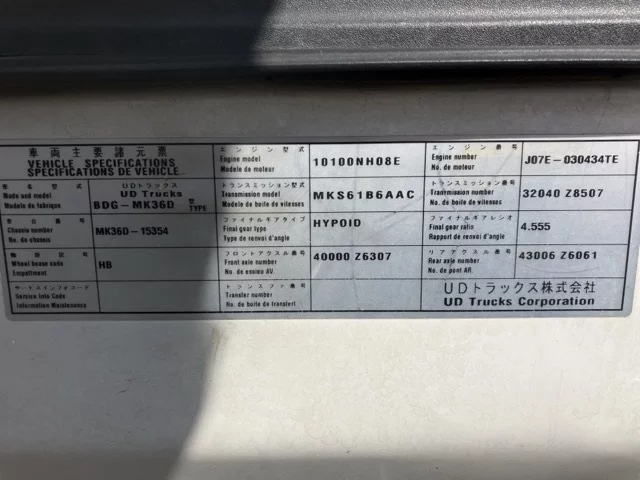 車両主要諸元表
VEHICLE SPECIFICATIONS
SPECIFICATIONS DE VEHICLE
エンジン型式
Engine model
Modele de moteur
10100NH08E
エンジン番号
Engine number
No. de moteur
J07E-030434TE
車名型式
Mode and model
Modele de fabrique
UDトラックス
UD Trucks
BDG-MK36D
型
TYPE
トランスミッション型式
Transmission model
Modele de boite de vitesses
MKS61B6AAC
トランスミッション番号
Transmission number
No. de boite de vitesses
32040 Z8507
車台番号
Chassis number
No. de chassis
MK36D-15354
ファイナルギアタイプ
Final gear type
Type de renvoi d'angle
HYPOID
ファイナルギアレシオ
Final gear ratio
Rapport de renvoi d'angle
4.555
軸距記号
Wheel base code
Empattement
HB
フロントアクスル番号
Front axle number
No. de essieu AV.
40000 Z6307
リアアクスル番号
Rear axle number
No. de pont AR.
43006 Z6061
サービスインフォコード
Service Info Code
Information Maintenance
トランスファ番号
Transfer number
No. de boite de transfert
UDトラックス株式会社
UD Trucks Corporation